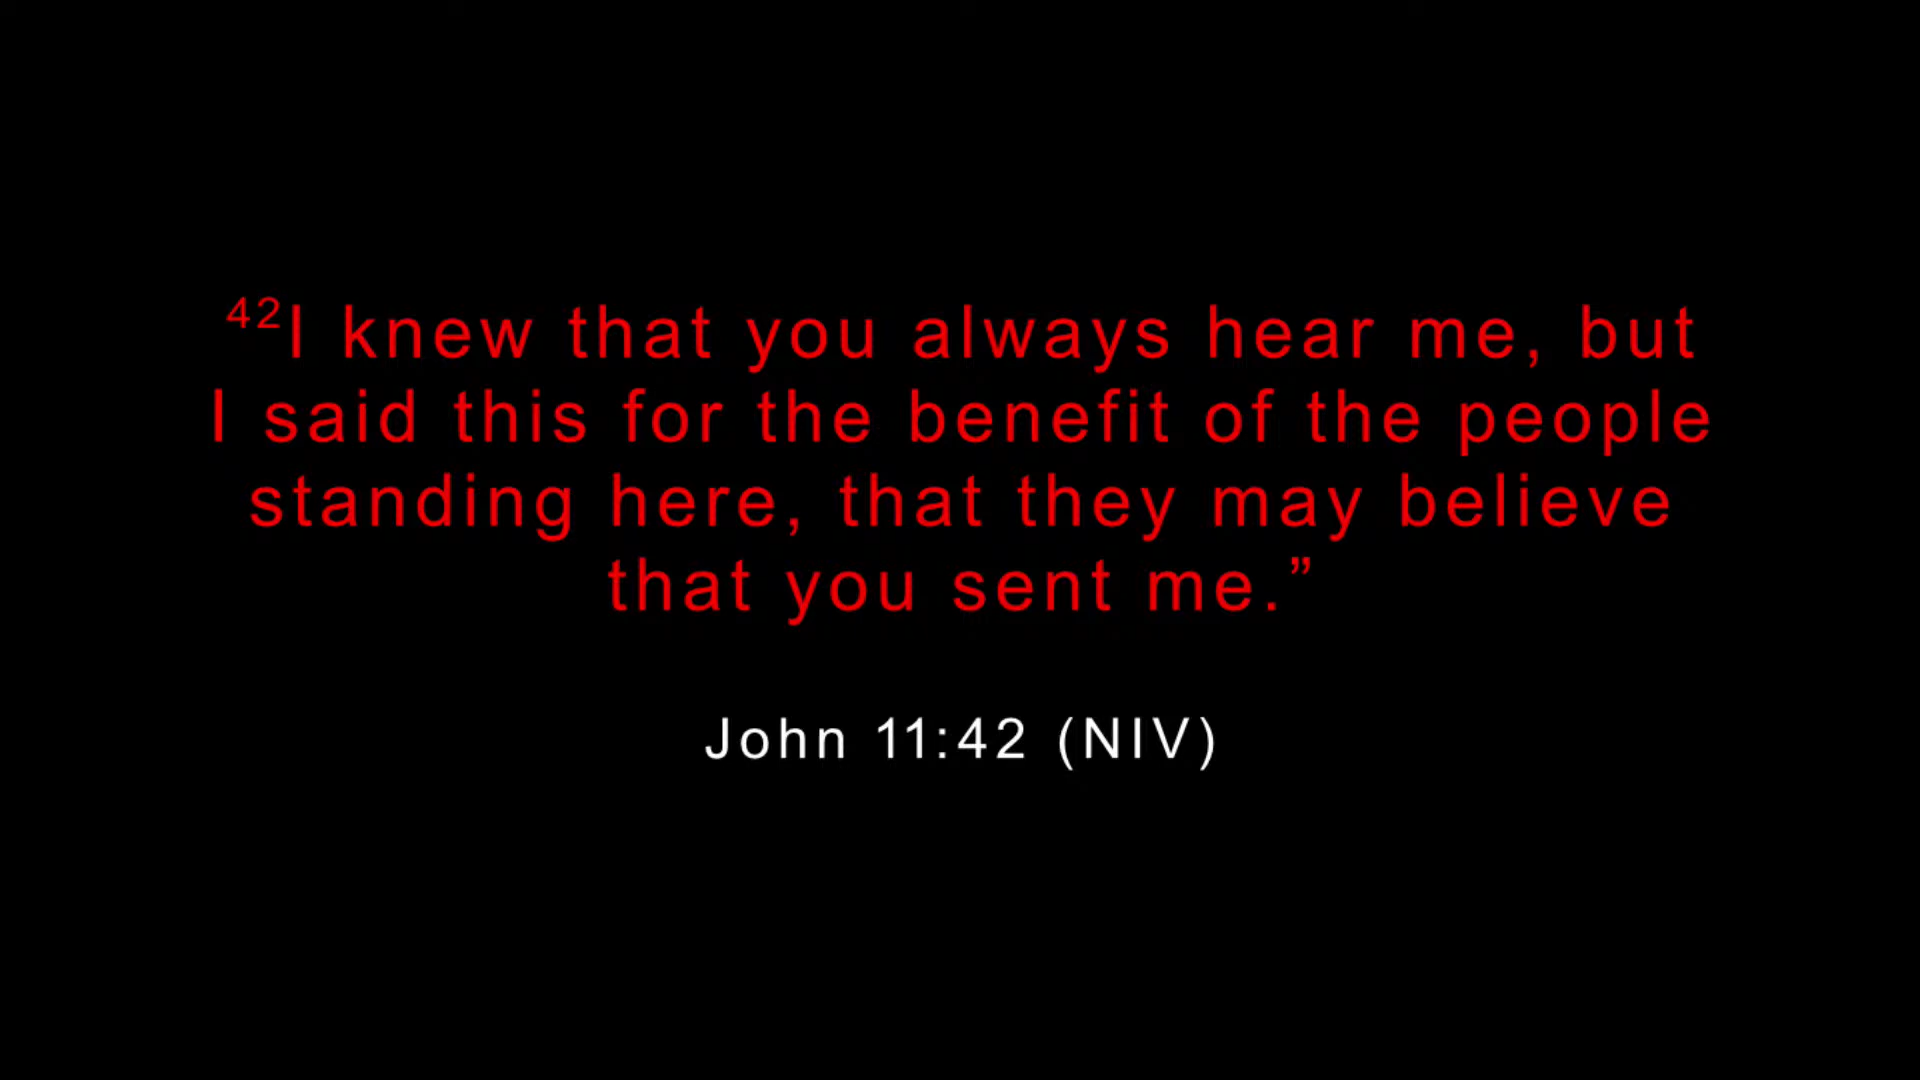 ⁴²I knew that you always hear me, but
I said this for the benefit of the people
standing here, that they may believe
that you sent me.”
John 11:42 (NIV)